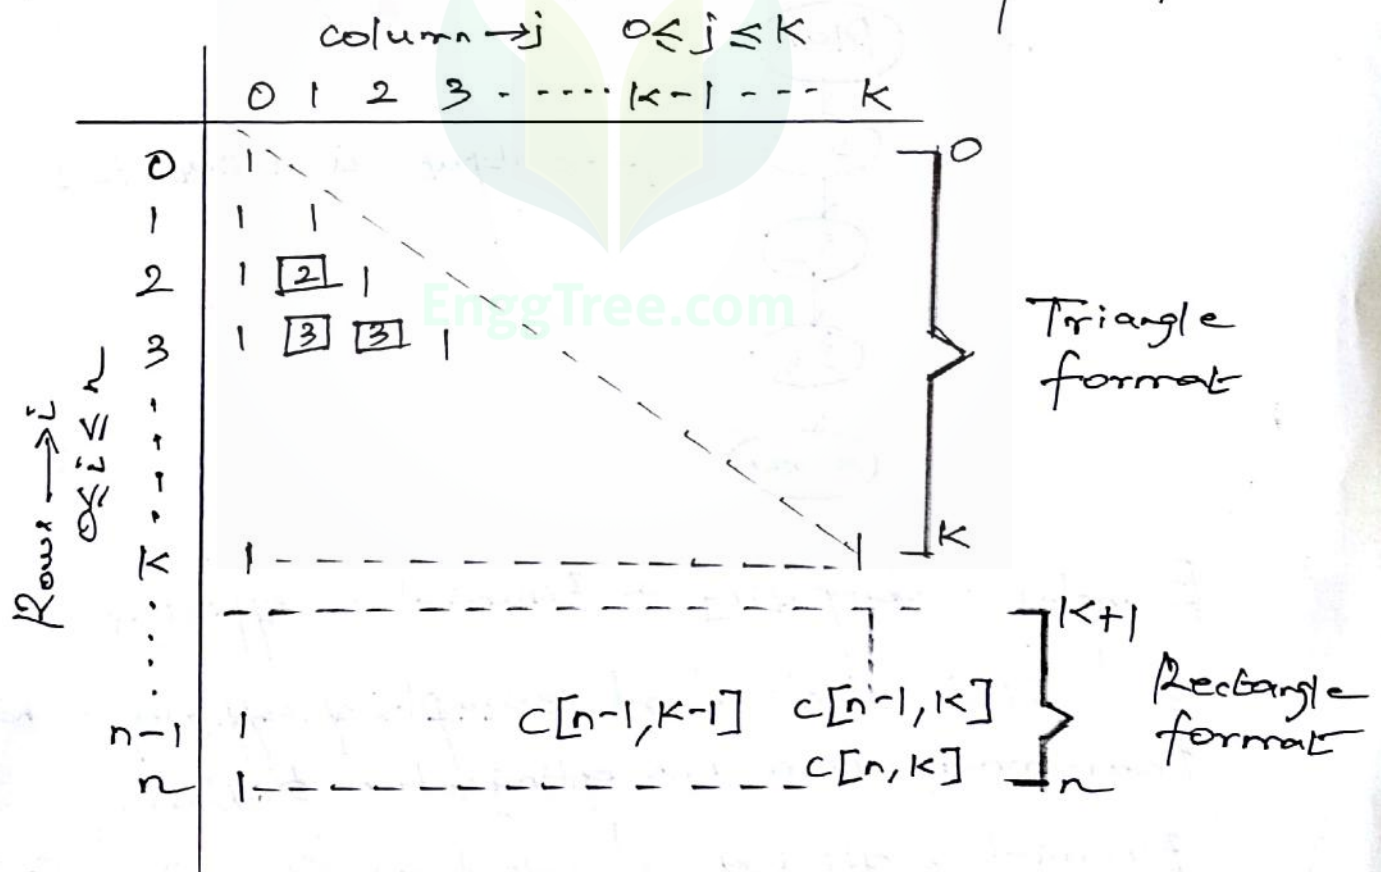 column → j 0 ≤ j ≤ K
0 1 2 3 - - - - - - K-1 - - - - K
Rows → i
0 ≤ i ≤ n
0 1
1 1 1
2 1 2 1
3 1 3 3 1
K 1 - - - - - - - - - - 1
n-1 1 c[n-1, K-1] c[n-1, K]
n 1 - - - - - - - - - - c[n, K]
0
Triangle
format
K
K+1
Rectangle
format
n
EnggTree.com